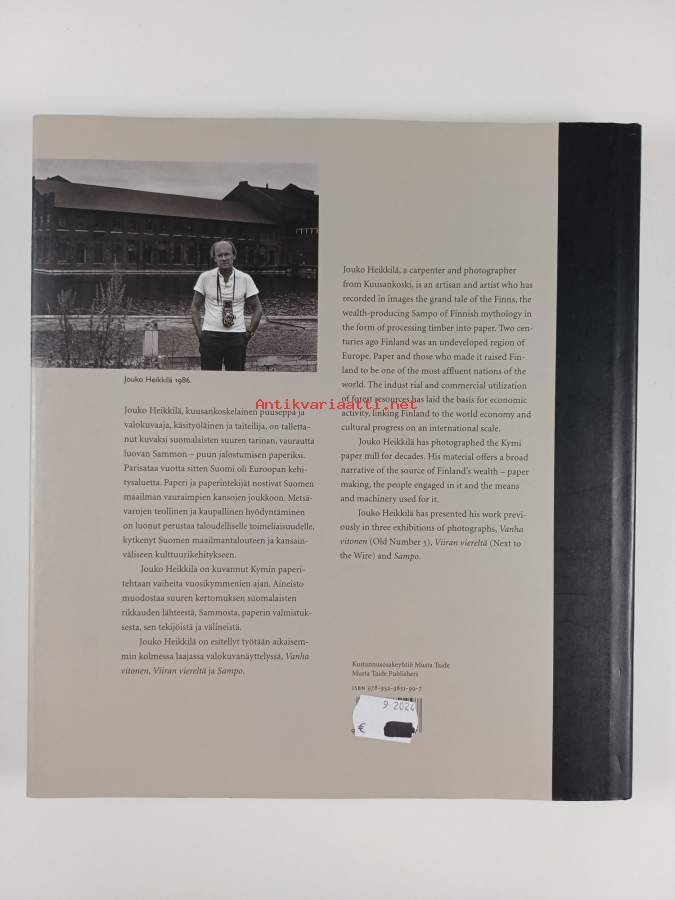 Jouko Heikkilä 1986.
Jouko Heikkilä, kuusankoskelainen puuseppä ja
valokuvaaja, käsityöläinen ja taiteilija, on talletta-
nut kuvaksi suomalaisten suuren tarinan, vaurautta
luovan Sammon – puun jalostumisen paperiksi.
Parisataa vuotta sitten Suomi oli Euroopan kehi-
tysaluetta. Paperi ja paperintekijät nostivat Suomen
maailman vauraimpien kansojen joukkoon. Metsä-
varojen teollinen ja kaupallinen hyödyntäminen
on luonut perustaa taloudelliselle toimeliaisuudelle,
kytkenyt Suomen maailmantalouteen ja kansain-
väliseen kulttuurikehitykseen.
Jouko Heikkilä on kuvannut Kymin paperi-
tehtaan vaiheita vuosikymmenien ajan. Aineisto
muodostaa suuren kertomuksen suomalaisten
rikkauden lähteestä, Sammosta, paperin valmistuk-
sesta, sen tekijöistä ja välineistä.
Jouko Heikkilä on esitellyt työtään aikaisem-
min kolmessa laajassa valokuvanäyttelyssä, Vanha
vitonen, Viiran viereltä ja Sampo.
Jouko Heikkilä, a carpenter and photographer
from Kuusankoski, is an artisan and artist who has
recorded in images the grand tale of the Finns, the
wealth-producing Sampo of Finnish mythology in
the form of processing timber into paper. Two cen-
turies ago Finland was an undeveloped region of
Europe. Paper and those who made it raised Fin-
land to be one of the most affluent nations of the
world. The indust rial and commercial utilization
of forest resources has laid the basis for economic
activity, linking Finland to the world economy and
cultural progress on an international scale.
Jouko Heikkilä has photographed the Kymi
paper mill for decades. His material offers a broad
narrative of the source of Finland's wealth – paper
making, the people engaged in it and the means
and machinery used for it.
Jouko Heikkilä has presented his work previ-
ously in three exhibitions of photographs, Vanha
vitonen (Old Number 5), Viiran viereltä (Next to
the Wire) and Sampo.
Kustannusosakeyhtiö Musta Taide
Musta Taide Publishers
ISBN 978-952-9851-99-7
9 2024
€
Antikvariaatti.net